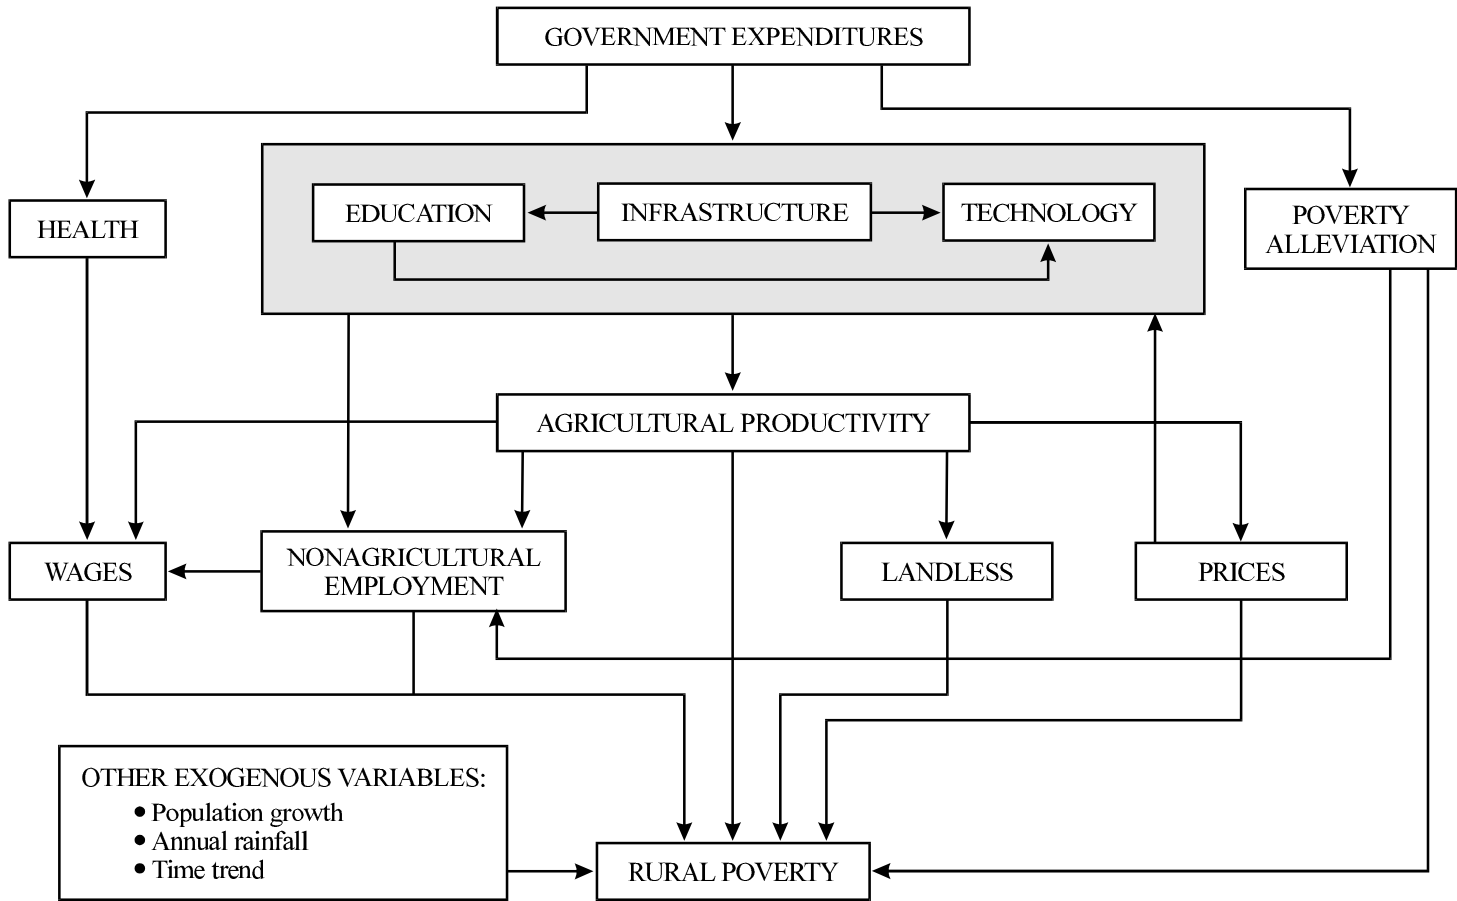 GOVERNMENT EXPENDITURES
EDUCATION
INFRASTRUCTURE
TECHNOLOGY
HEALTH
POVERTY
ALLEVIATION
AGRICULTURAL PRODUCTIVITY
WAGES
NONAGRICULTURAL
EMPLOYMENT
LANDLESS
PRICES
OTHER EXOGENOUS VARIABLES:
• Population growth
• Annual rainfall
• Time trend
RURAL POVERTY